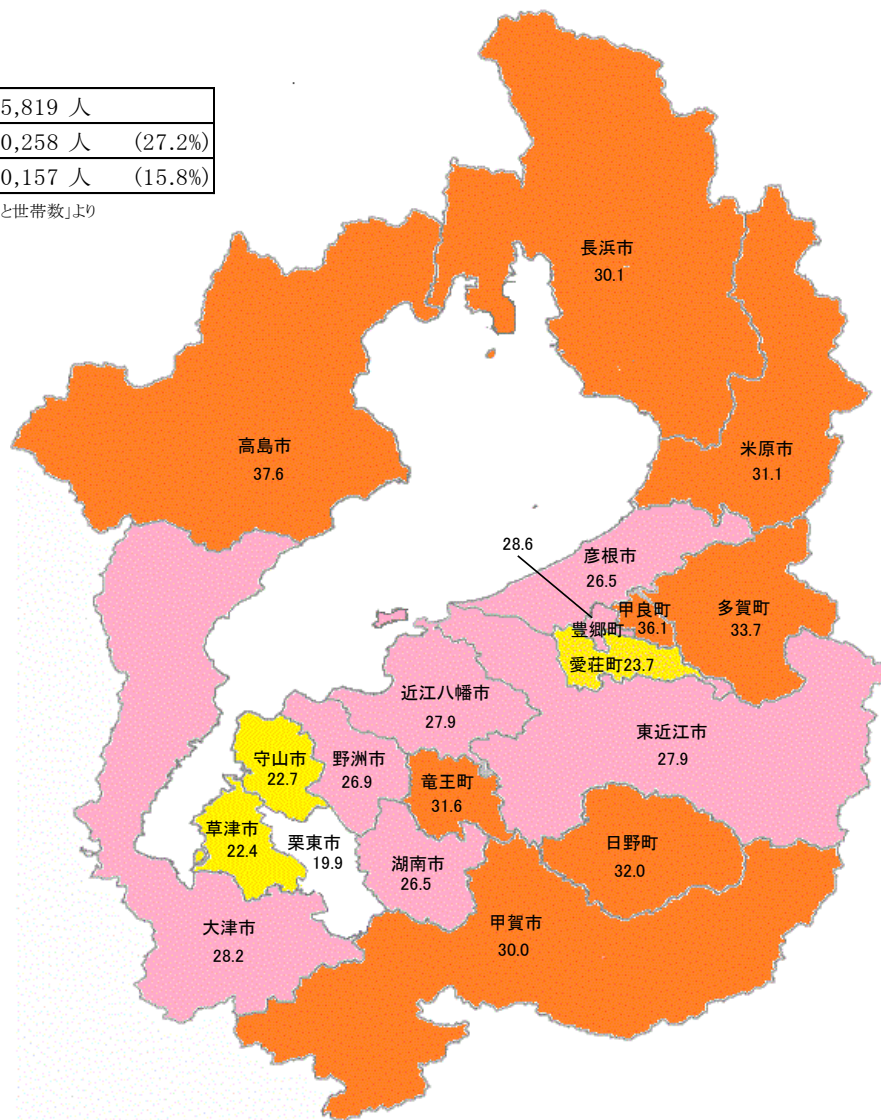 5,819 人
0,258 人 (27.2%)
0,157 人 (15.8%)
と世帯数」より
長浜市
30.1
高島市
37.6
米原市
31.1
28.6
彦根市
26.5
甲良町
36.1
多賀町
33.7
豊郷町
愛荘町23.7
近江八幡市
27.9
東近江市
27.9
守山市
22.7
野洲市
26.9
竜王町
31.6
草津市
22.4
栗東市
19.9
湖南市
26.5
日野町
32.0
大津市
28.2
甲賀市
30.0